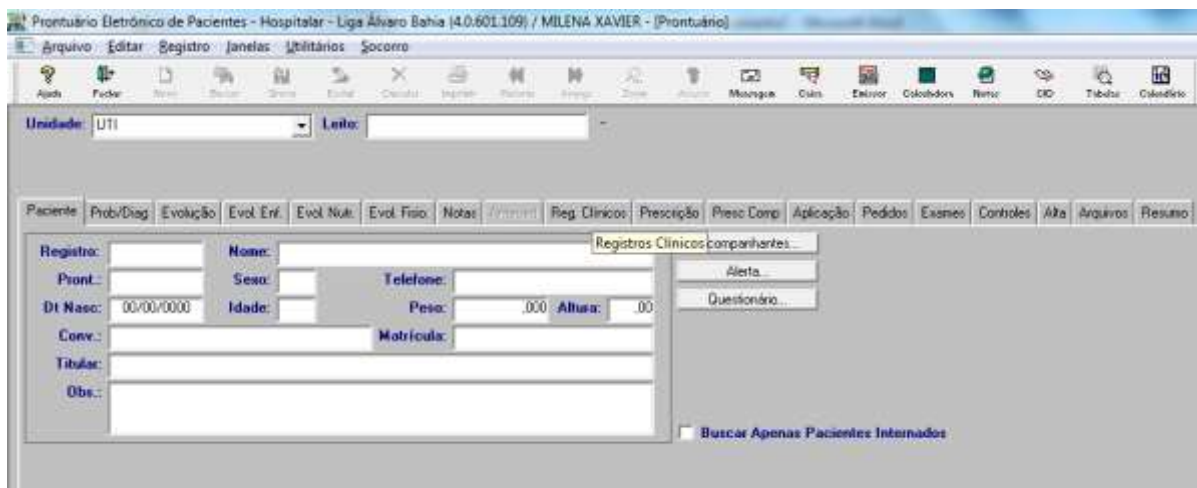 Prontuário Eletrônico de Pacientes - Hospitalar - Liga Álvaro Bahia (4.0.601.109) / MILENA XAVIER - [Prontuário]
Arquivo Editar Registro Janelas Utilitários Socorro
Ajuda Fechar Imprimir Mensagem Emissor Calculadora CID Tabelas Calendário
Unidade: UTI Leito: -
Paciente Prob/Diag Evolução Evol. Enf. Evol. Nutr. Evol. Fisio. Notas Reg. Clínicos Prescrição Presc Comp Aplicação Pedidos Exames Controles Alta Arquivos Resumo
Registro: Nome: Registros Clínicos companhantes...
Pront.: Sexo: Telefone: Alerta...
Dt Nasc: 00/00/0000 Idade: Peso: ,000 Altura: ,00 Questionário...
Conv.: Matrícula:
Titular:
Obs.:
Buscar Apenas Pacientes Internados